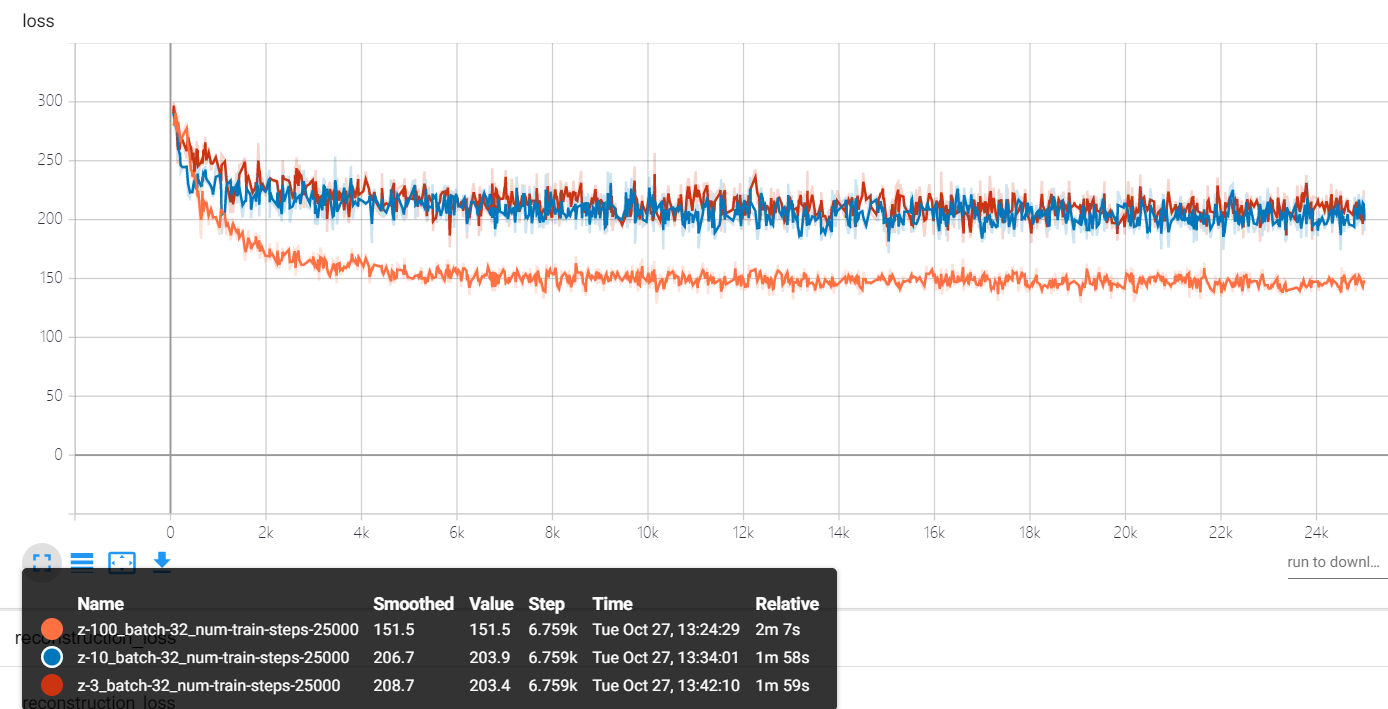 loss
300
250
200
150
100
50
0
0 2k 4k 6k 8k 10k 12k 14k 16k 18k 20k 22k 24k
run to downl...
Name Smoothed Value Step Time Relative
z-100_batch-32_num-train-steps-25000 151.5 151.5 6.759k Tue Oct 27, 13:24:29 2m 7s
reconstruction_loss
z-10_batch-32_num-train-steps-25000 206.7 203.9 6.759k Tue Oct 27, 13:34:01 1m 58s
z-3_batch-32_num-train-steps-25000 208.7 203.4 6.759k Tue Oct 27, 13:42:10 1m 59s
reconstruction_loss